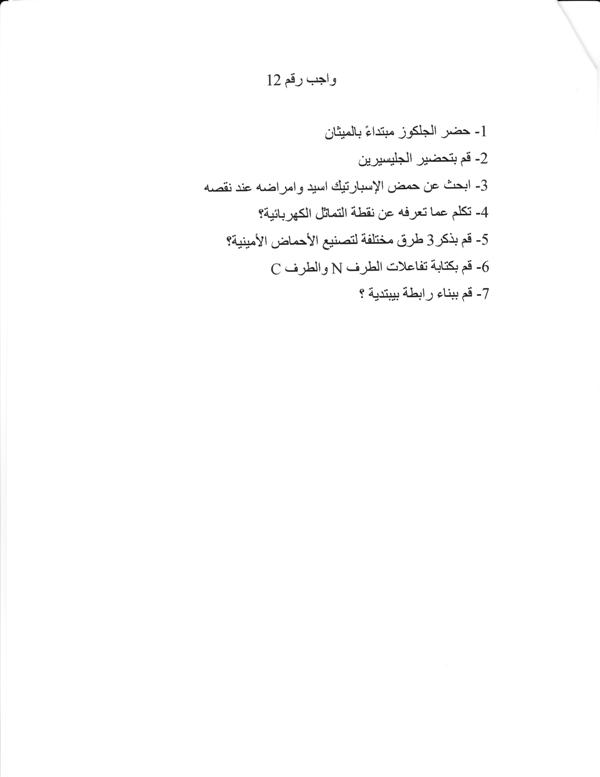 واجب رقم 12
1- حضر الجلكوز مبتداءً بالميثان
2- قم بتحضير الجليسيرين
3- ابحث عن حمض الإسبارتيك اسيد وامراضه عند نقصه
4- تكلم عما تعرفه عن نقطة التماثل الكهربائية؟
5- قم بذكر3 طرق مختلفة لتصنيع الأحماض الأمينية؟
6- قم بكتابة تفاعلات الطرف N والطرف C
7- قم ببناء رابطة بيبتدية ؟